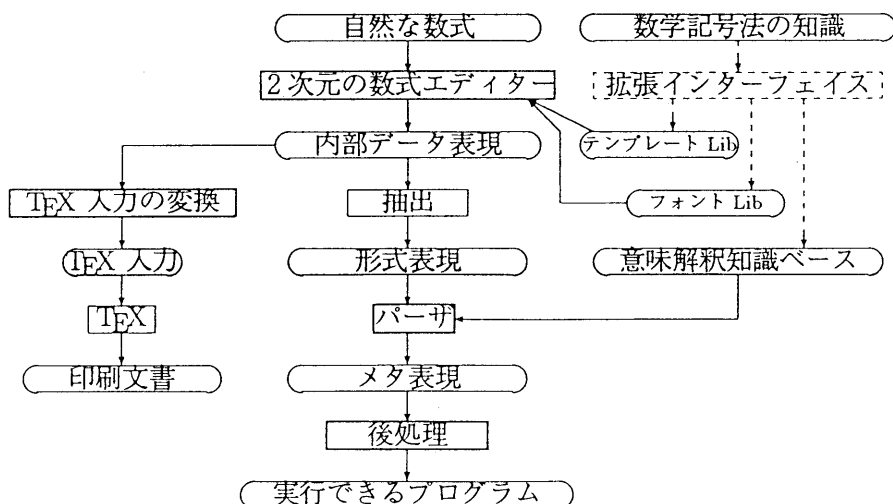 自然な数式
数学記号法の知識
2次元の数式エディター
拡張インターフェイス
内部データ表現
テンプレート Lib
TEX 入力の変換
抽出
フォント Lib
TEX 入力
形式表現
意味解釈知識ベース
TEX
パーザ
印刷文書
メタ表現
後処理
実行できるプログラム